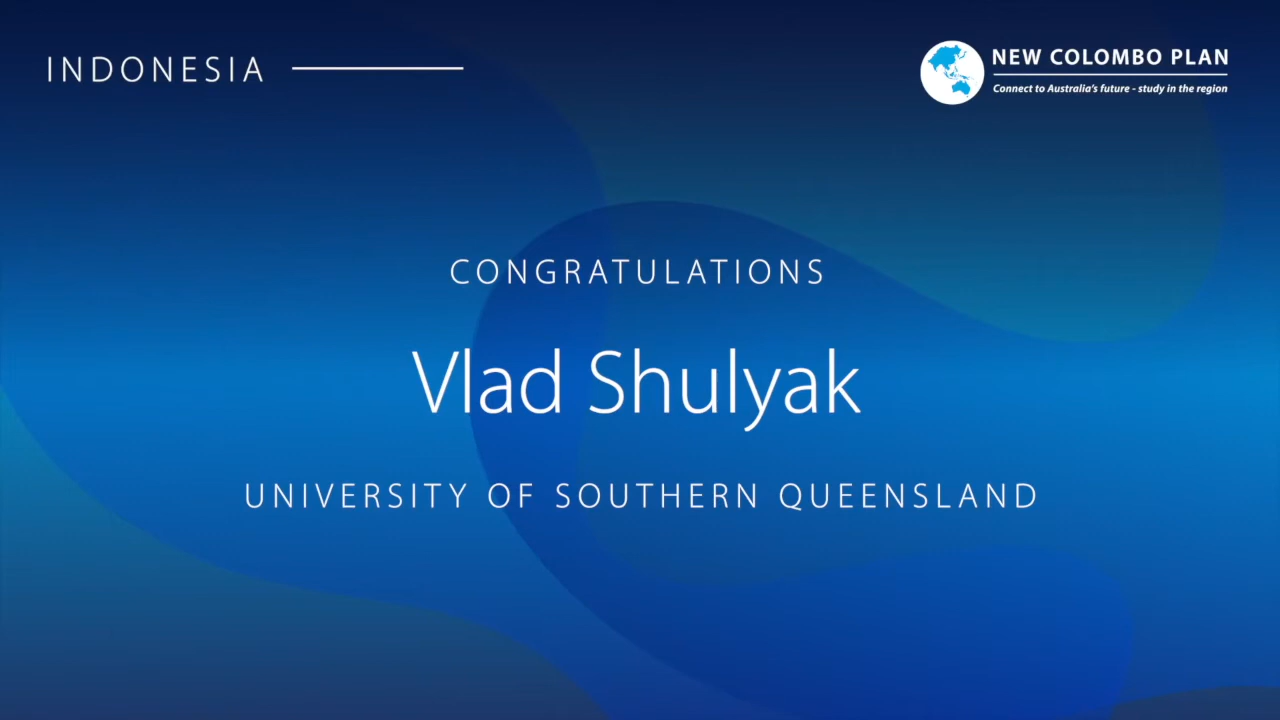 INDONESIA
NEW COLOMBO PLAN
Connect to Australia's future - study in the region
CONGRATULATIONS
Vlad Shulyak
UNIVERSITY OF SOUTHERN QUEENSLAND